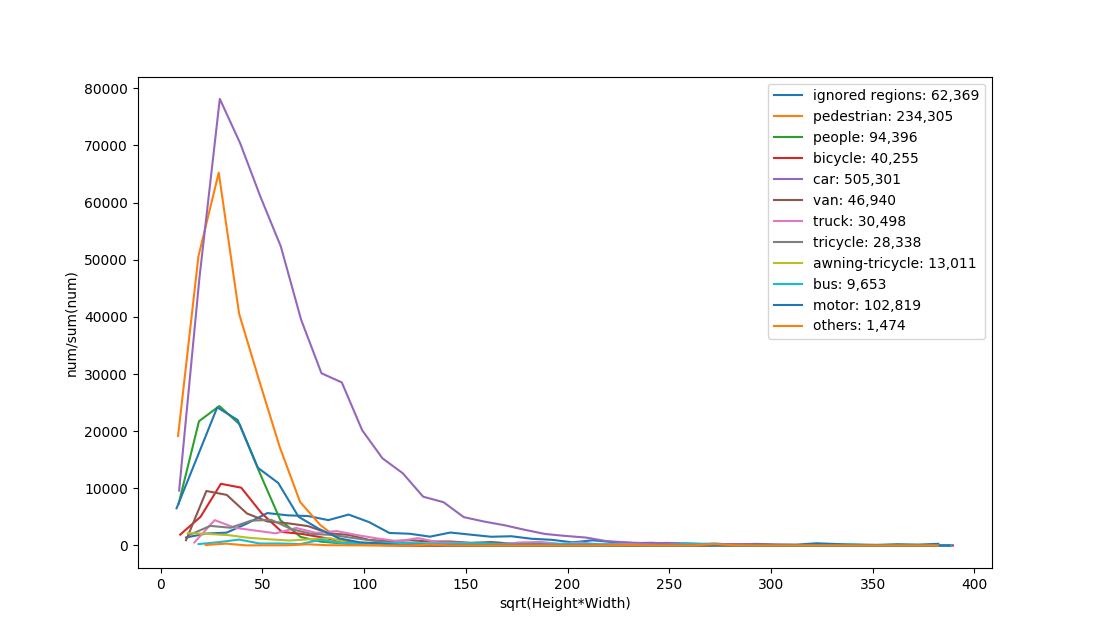 80000
70000
60000
50000
40000
30000
20000
10000
0
num/sum(num)
0 50 100 150 200 250 300 350 400
sqrt(Height*Width)
ignored regions: 62,369
pedestrian: 234,305
people: 94,396
bicycle: 40,255
car: 505,301
van: 46,940
truck: 30,498
tricycle: 28,338
awning-tricycle: 13,011
bus: 9,653
motor: 102,819
others: 1,474